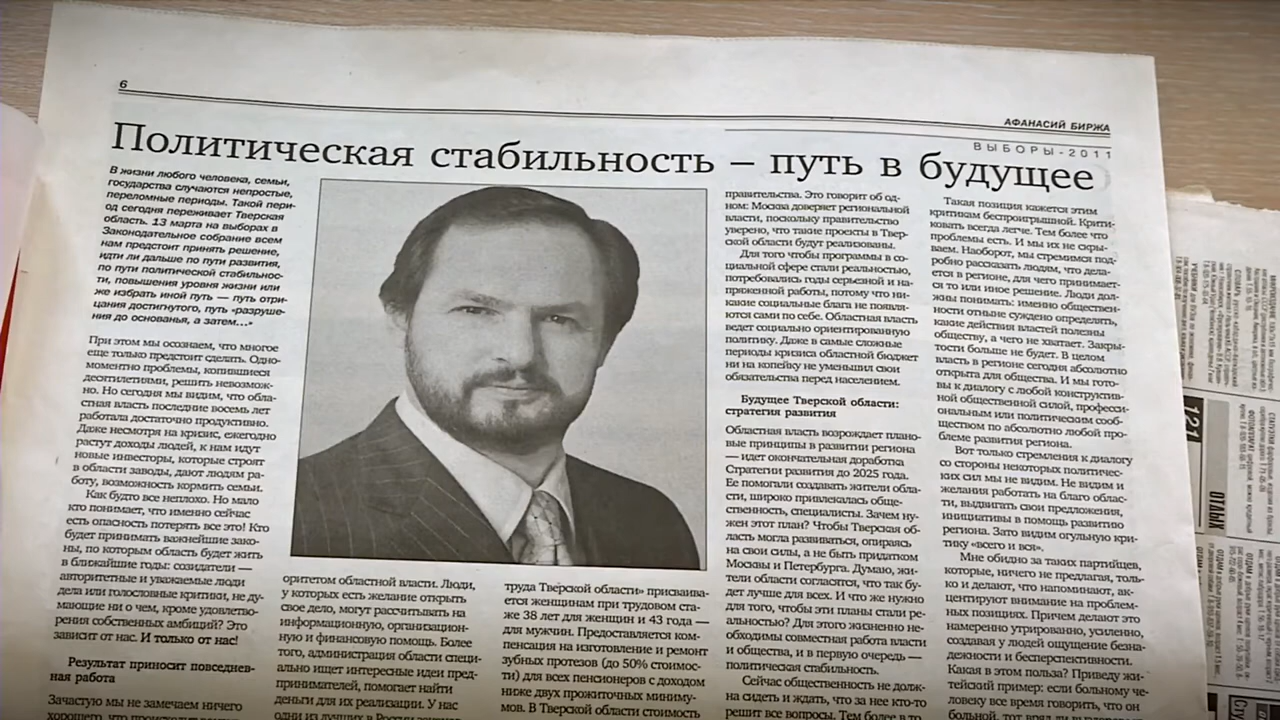 6
АФАНАСИЙ БИРЖА
ВЫБОРЫ-2011
Политическая стабильность – путь в будущее
В жизни любого человека, семьи,
государства случаются непростые,
переломные периоды. Такой пери-
од сегодня переживает Тверская
область. 13 марта на выборах в
Законодательное собрание всем
нам предстоит принять решение,
идти ли дальше по пути развития,
по пути политической стабильнос-
ти, повышения уровня жизни или
же избрать иной путь — путь отри-
цания достигнутого, путь «разруше-
ния до основанья, а затем…»
При этом мы осознаем, что многое
еще только предстоит сделать. Одно-
моментно проблемы, копившиеся
десятилетиями, решить невозмож-
но. Но сегодня мы видим, что обла-
стная власть последние восемь лет
работала достаточно продуктивно.
Даже несмотря на кризис, ежегодно
растут доходы людей, к нам идут
новые инвесторы, которые строят
в области заводы, дают людям ра-
боту, возможность кормить семьи.
Как будто все неплохо. Но мало
кто понимает, что именно сейчас
есть опасность потерять все это! Кто
будет принимать важнейшие зако-
ны, по которым область будет жить
в ближайшие годы: созидатели —
авторитетные и уважаемые люди
дела или голословные критики, не ду-
мающие ни о чем, кроме удовлетво-
рения собственных амбиций? Это
зависит от нас. И только от нас!
Результат приносит повседнев-
ная работа
Зачастую мы не замечаем ничего
оритетом областной власти. Люди,
у которых есть желание открыть
свое дело, могут рассчитывать на
информационную, организацион-
ную и финансовую помощь. Более
того, администрация области специ-
ально ищет интересные идеи пред-
принимателей, помогает найти
деньги для их реализации. У нас
труда Тверской области» присваива-
ется женщинам при трудовом ста-
же 38 лет для женщин и 43 года —
для мужчин. Предоставляется ком-
пенсация на изготовление и ремонт
зубных протезов (до 50% стоимос-
ти) для всех пенсионеров с доходом
ниже двух прожиточных миниму-
мов. В Тверской области стоимость
правительства. Это говорит об од-
ном: Москва доверяет региональной
власти, поскольку правительство
уверено, что такие проекты в Твер-
ской области будут реализованы.
Для того чтобы программы в со-
циальной сфере стали реальностью,
потребовались годы серьезной и на-
пряженной работы, потому что ни-
какие социальные блага не появля-
ются сами по себе. Областная власть
ведет социально ориентированную
политику. Даже в самые сложные
периоды кризиса областной бюджет
ни на копейку не уменьшил свои
обязательства перед населением.
Будущее Тверской области:
стратегия развития
Областная власть возрождает плано-
вые принципы в развитии региона
— идет окончательная доработка
Стратегии развития до 2025 года.
Ее помогали создавать жители обла-
сти, широко привлекалась обще-
ственность, специалисты. Зачем ну-
жен этот план? Чтобы Тверская об-
ласть могла развиваться, опираясь
на свои силы, а не быть придатком
Москвы и Петербурга. Думаю, жи-
тели области согласятся, что так бу-
дет лучше для всех. И что же нужно
для того, чтобы эти планы стали ре-
альностью? Для этого жизненно не-
обходимы совместная работа власти
и общества, и в первую очередь —
политическая стабильность.
Сейчас общественность не долж-
на сидеть и ждать, что за нее кто-то
решит все вопросы. Тем более в то
Такая позиция кажется этим
критикам беспроигрышной. Крити-
ковать всегда легче. Тем более что
проблемы есть. И мы их не скры-
ваем. Наоборот, мы стремимся под-
робно рассказать людям, что дела-
ется в регионе, для чего принимает-
ся то или иное решение. Люди дол-
жны понимать: именно обществен-
ности отныне суждено определять,
какие действия властей полезны
обществу, а чего не хватает. Закры-
тости больше не будет. В целом
власть в регионе сегодня абсолютно
открыта для общества. И мы гото-
вы к диалогу с любой конструктив-
ной общественной силой, професси-
ональным или политическим сооб-
ществом по абсолютно любой про-
блеме развития региона.
Вот только стремления к диалогу
со стороны некоторых политичес-
ких сил мы не видим. Не видим и
желания работать на благо облас-
ти, выдвигать свои предложения,
инициативы в помощь развитию
региона. Зато видим огульную кри-
тику «всего и вся».
Мне обидно за таких партийцев,
которые, ничего не предлагая, толь-
ко и делают, что напоминают, ак-
центируют внимание на проблем-
ных позициях. Причем делают это
намеренно утрированно, усиленно,
создавая у людей ощущение безна-
дежности и бесперспективности.
Какая в этом польза? Приведу жи-
тейский пример: если больному че-
ловеку все время говорить, что он
121
ОТДЫХ